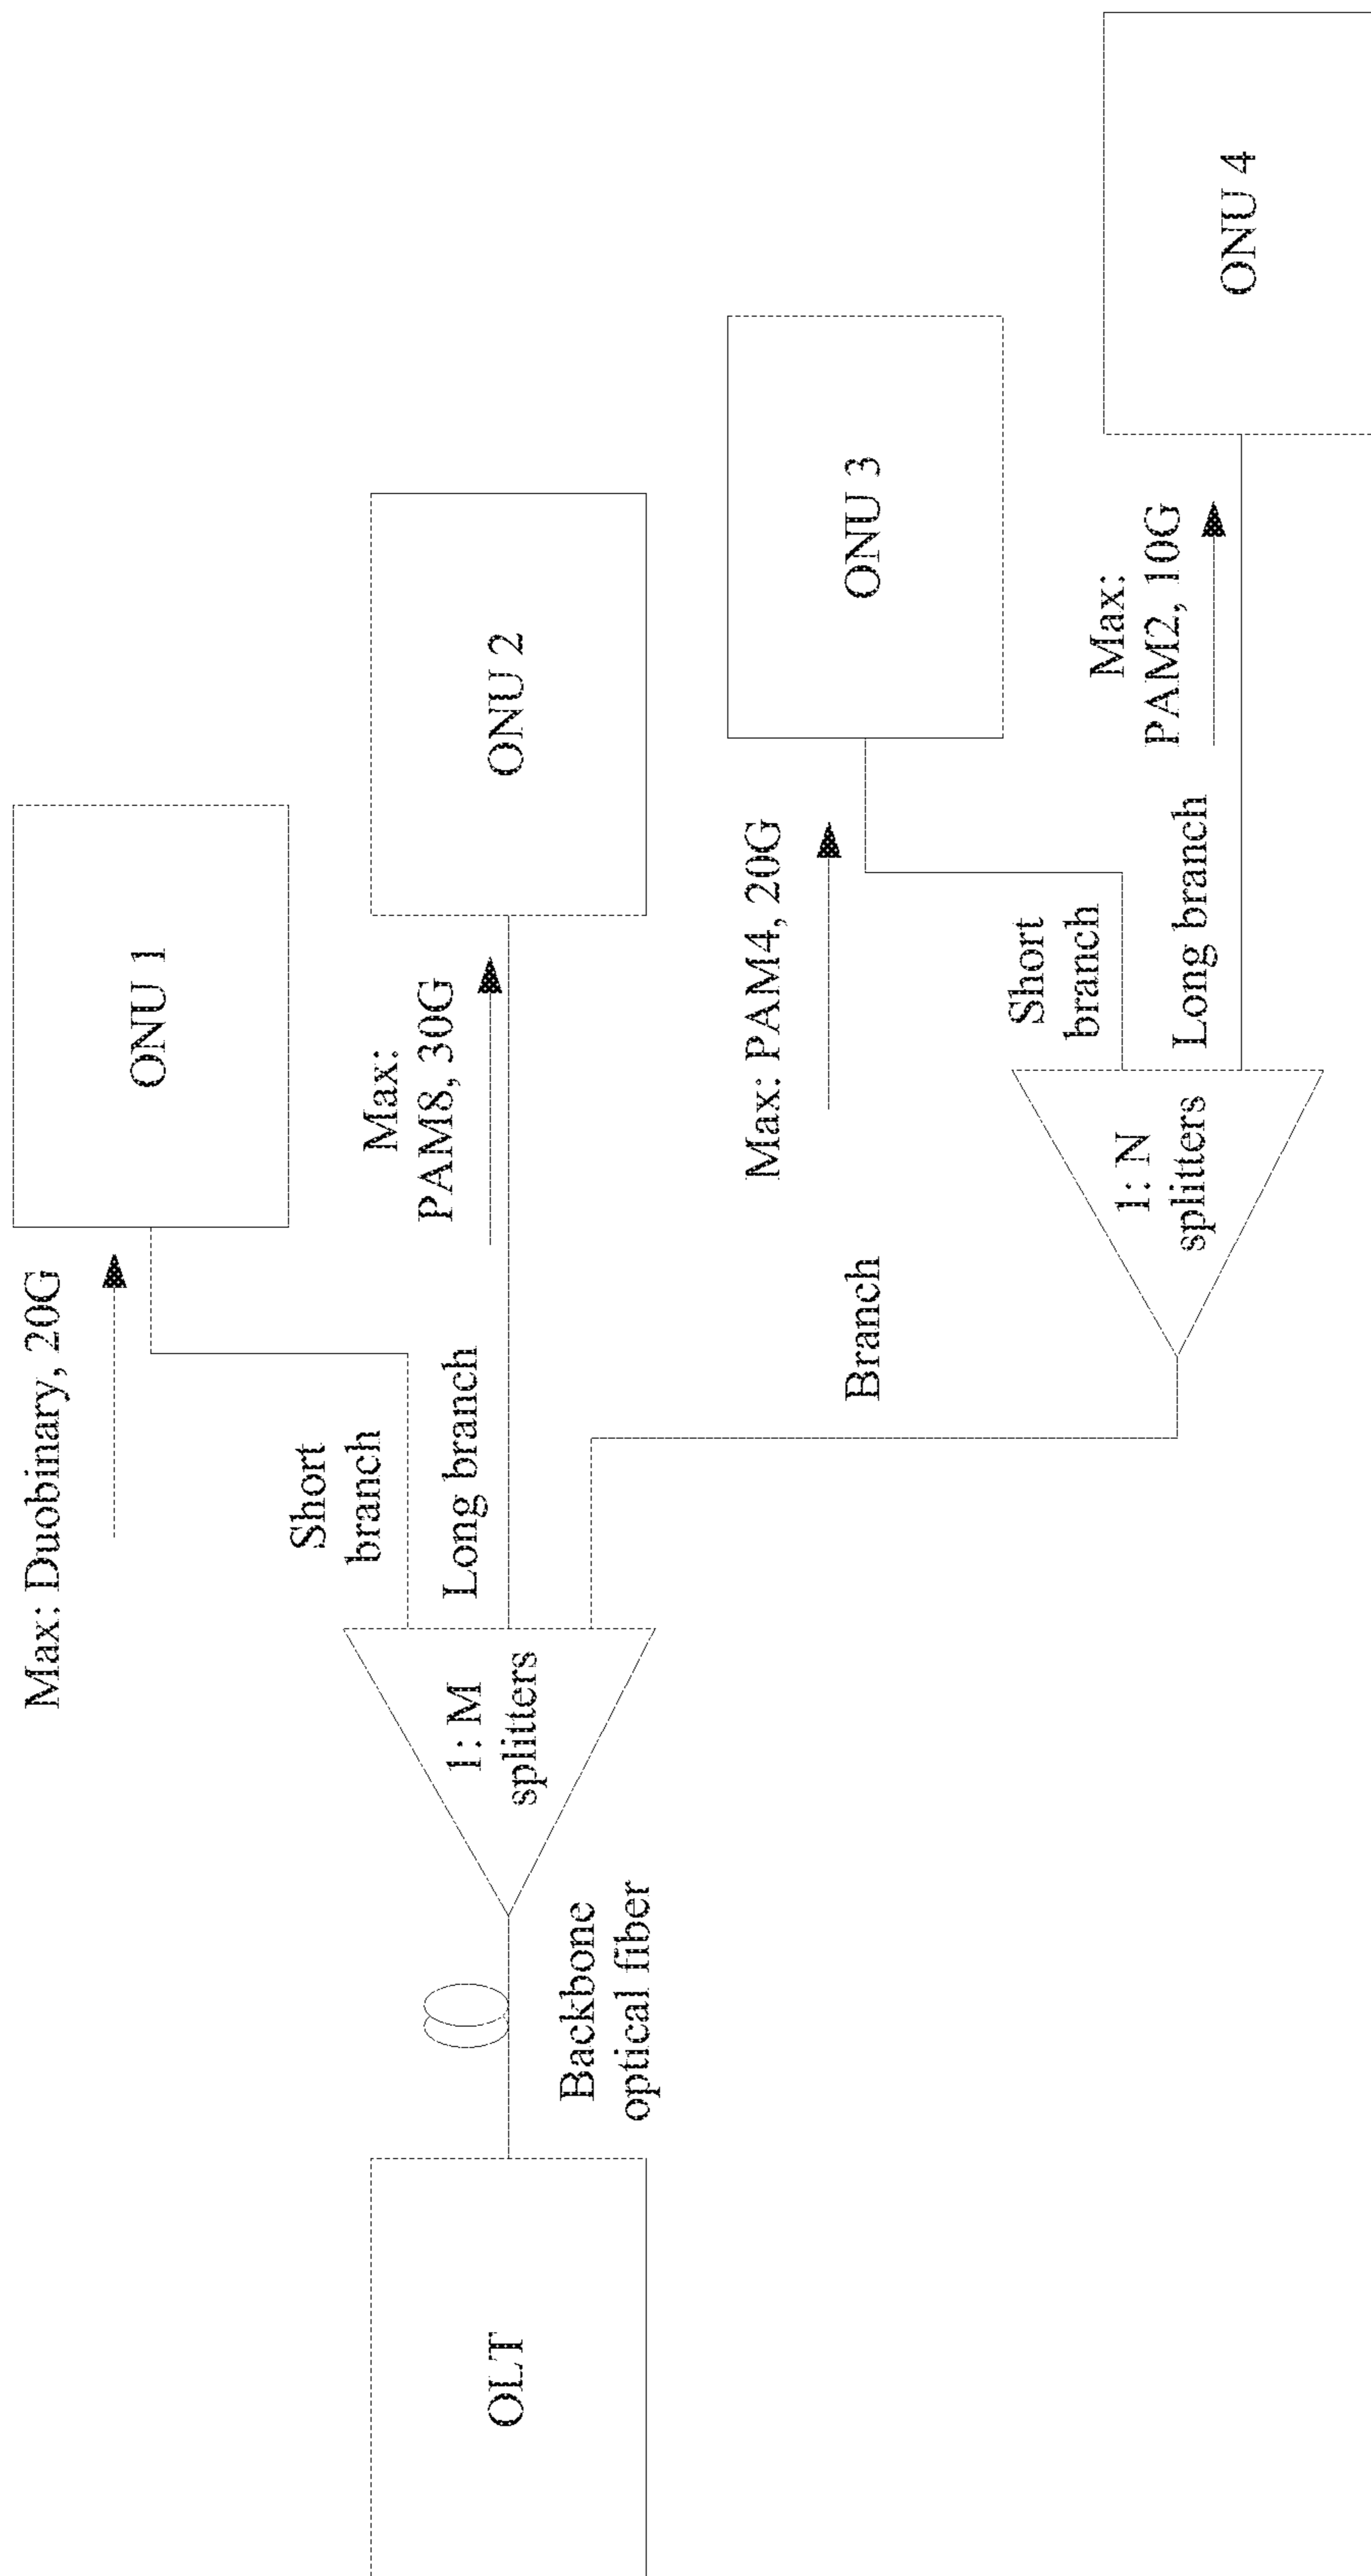 Max: Duobinary, 20G
ONU 1
Short
branch
Long branch
Max:
PAM8, 30G
ONU 2
OLT
Backbone
optical fiber
1: M
splitters
Max: PAM4, 20G
ONU 3
Branch
Short
branch
1: N
splitters
Long branch
Max:
PAM2, 10G
ONU 4